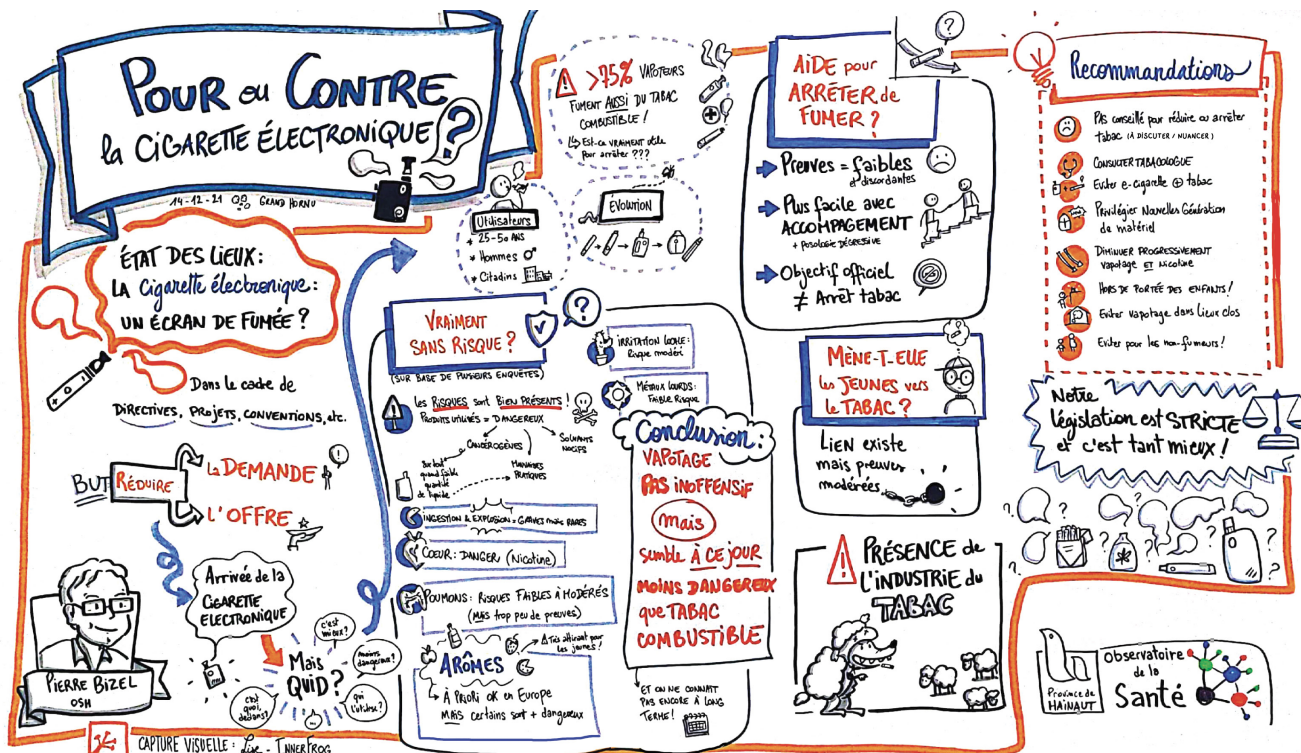 POUR ou CONTRE
la CIGARETTE ÉLECTRONIQUE ?
14-12-21 GRAND HORNU
ÉTAT DES LIEUX :
LA Cigarette électronique :
UN ÉCRAN DE FUMÉE ?
Dans le cadre de
DIRECTIVES, PROJETS, CONVENTIONS, etc.
BUT RÉDUIRE
La DEMANDE
L'OFFRE
Arrivée de la
CIGARETTE
ELECTRONIQUE
Mais
QUID ?
c'est
mieux ?
moins
dangereux ?
qui
l'utilise ?
...
c'est
quoi
dedans ?
PIERRE BIZEL
OSH
CAPTURE VISUELLE : Lise - INNERFROG
>75% VAPOTEURS
FUMENT AUSSI DU TABAC
COMBUSTIBLE !
Est-ce VRAIMENT utile
pour arrêter ???
Utilisateurs
* 25-50 ANS
* Hommes ♂
* Citadins
ÉVOLUTION
VRAIMENT
SANS RISQUE ?
?
(SUR BASE DE PLUSIEURS ENQUÊTES)
les RISQUES sont BIEN PRÉSENTS !
PRODUITS UTILISÉS = DANGEREUX
CANCÉROGÈNES
SOLVANTS
NOCIFS
Surtout
quand faible
quantité
de liquide
MAUVAISES
PRATIQUES
INGESTION & EXPLOSION = GRAVES mais RARES
COEUR : DANGER (Nicotine)
POUMONS : RISQUES FAIBLES À MODÉRÉS
(MAIS trop peu de preuves)
ARÔMES
Très attirant pour
les jeunes !
À PRIORI OK en Europe
MAIS certains sont + dangereux
IRRITATION LOCALE :
Risque modéré
MÉTAUX LOURDS :
Faible Risque
Conclusion :
VAPOTAGE
PAS INOFFENSIF
mais
semble À CE JOUR
MOINS DANGEREUX
que TABAC
COMBUSTIBLE
ET ON NE CONNAIT
PAS ENCORE À LONG
TERME !
AIDE pour
ARRÊTER de
FUMER ?
?
Preuves = faibles
et discordantes
Plus facile avec
ACCOMPAGNEMENT
+ POSOLOGIE DÉGRESSIVE
Objectif officiel
≠ Arrêt tabac
MÈNE-T-ELLE
les JEUNES vers
le TABAC ?
LIEN existe
mais preuves
modérées
PRÉSENCE de
L'INDUSTRIE du
TABAC
Recommandations
PAS conseillé pour réduire ou arrêter
tabac (À DISCUTER / NUANCER)
CONSULTER TABACOLOGUE
Eviter e-cigarette ⊕ tabac
Privilégier Nouvelles Génération
de matériel
DIMINUER PROGRESSIVEMENT
vapotage ET Nicotine
HORS DE PORTÉE DES ENFANTS !
Eviter vapotage dans Lieux clos
Eviter pour les non-fumeurs !
Notre
législation est STRICTE
et c'est tant mieux !
? ? ? ? ? ? ?
Province de
HAINAUT
Observatoire
de la
Santé